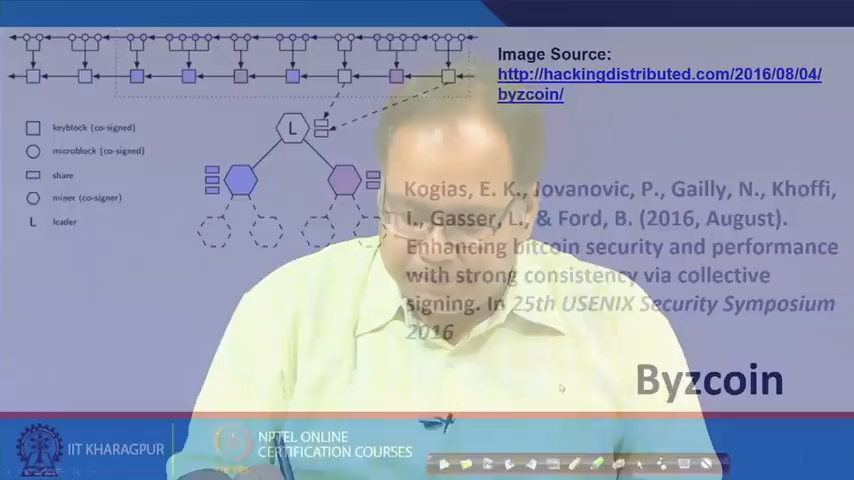 Image Source:
http://hackingdistributed.com/2016/08/04/
byzcoin/
keyblock (co-signed)
microblock (co-signed)
share
miner (co-signer)
L leader
L
Kogias, E. K., Jovanovic, P., Gailly, N., Khoffi,
I., Gasser, L., & Ford, B. (2016, August).
Enhancing bitcoin security and performance
with strong consistency via collective
signing. In 25th USENIX Security Symposium
2016
Byzcoin
IIT KHARAGPUR
NPTEL ONLINE
CERTIFICATION COURSES